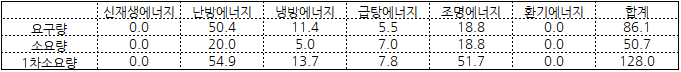 신재생에너지 난방에너지 냉방에너지 급탕에너지 조명에너지 환기에너지 합계
요구량 0.0 50.4 11.4 5.5 18.8 0.0 86.1
소요량 0.0 20.0 5.0 7.0 18.8 0.0 50.7
1차소요량 0.0 54.9 13.7 7.8 51.7 0.0 128.0